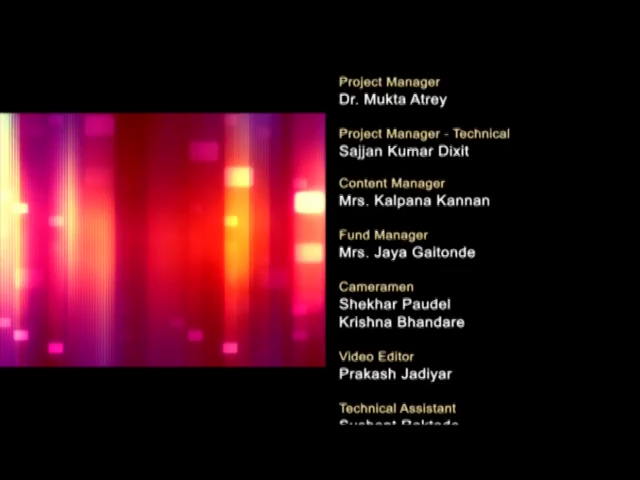 Project Manager
Dr. Mukta Atrey
Project Manager - Technical
Sajjan Kumar Dixit
Content Manager
Mrs. Kalpana Kannan
Fund Manager
Mrs. Jaya Gaitonde
Cameramen
Shekhar Paudel
Krishna Bhandare
Video Editor
Prakash Jadiyar
Technical Assistant